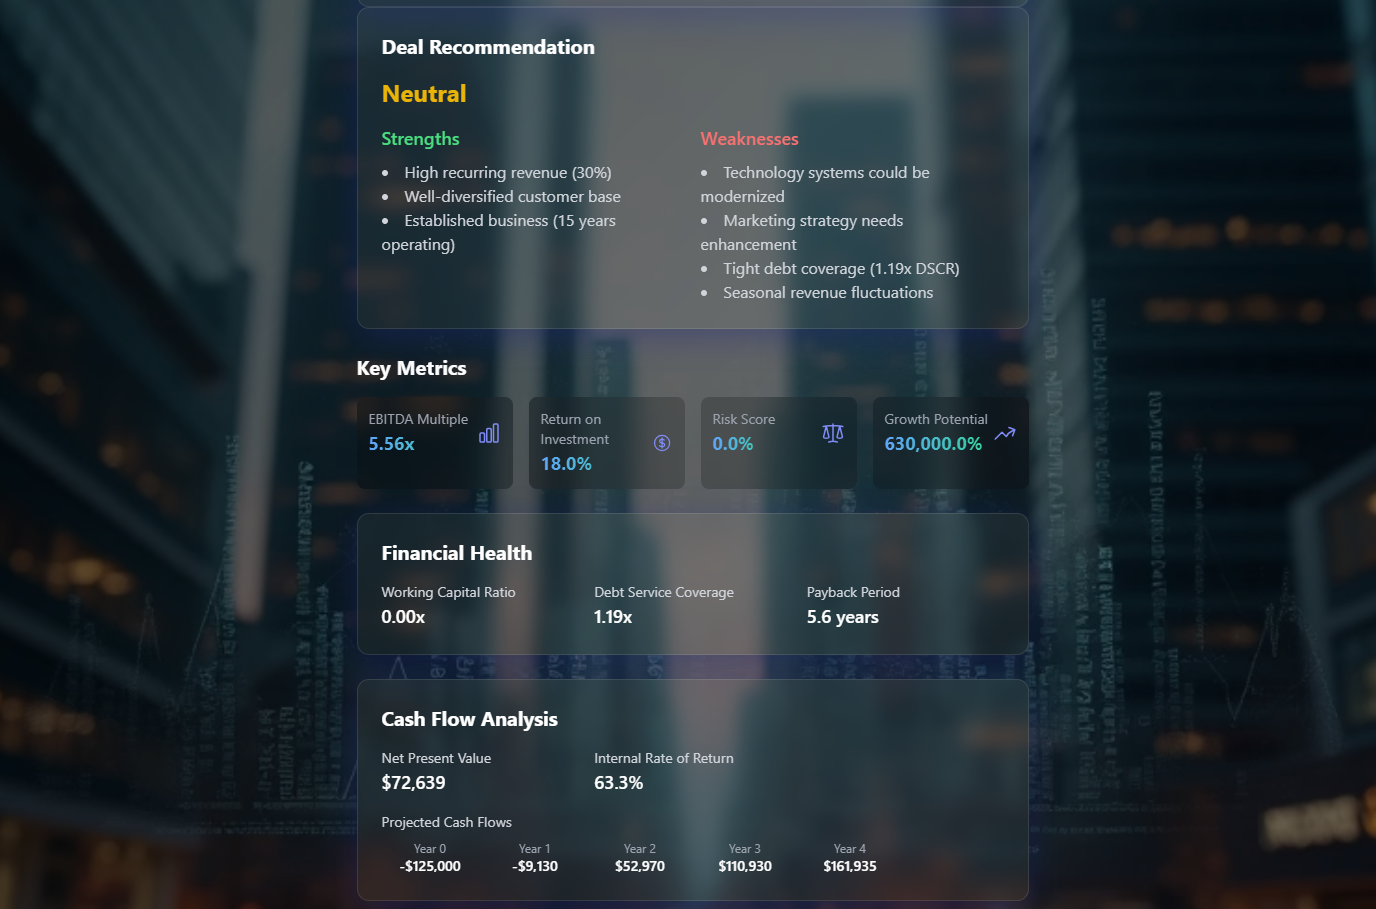 Deal Recommendation
Neutral
Strengths
• High recurring revenue (30%)
• Well-diversified customer base
• Established business (15 years
operating)
Weaknesses
• Technology systems could be
modernized
• Marketing strategy needs
enhancement
• Tight debt coverage (1.19x DSCR)
• Seasonal revenue fluctuations
Key Metrics
EBITDA Multiple
5.56x
Return on
Investment
18.0%
Risk Score
0.0%
Growth Potential
630,000.0%
Financial Health
Working Capital Ratio
0.00x
Debt Service Coverage
1.19x
Payback Period
5.6 years
Cash Flow Analysis
Net Present Value
$72,639
Internal Rate of Return
63.3%
Projected Cash Flows
Year 0
-$125,000
Year 1
-$9,130
Year 2
$52,970
Year 3
$110,930
Year 4
$161,935